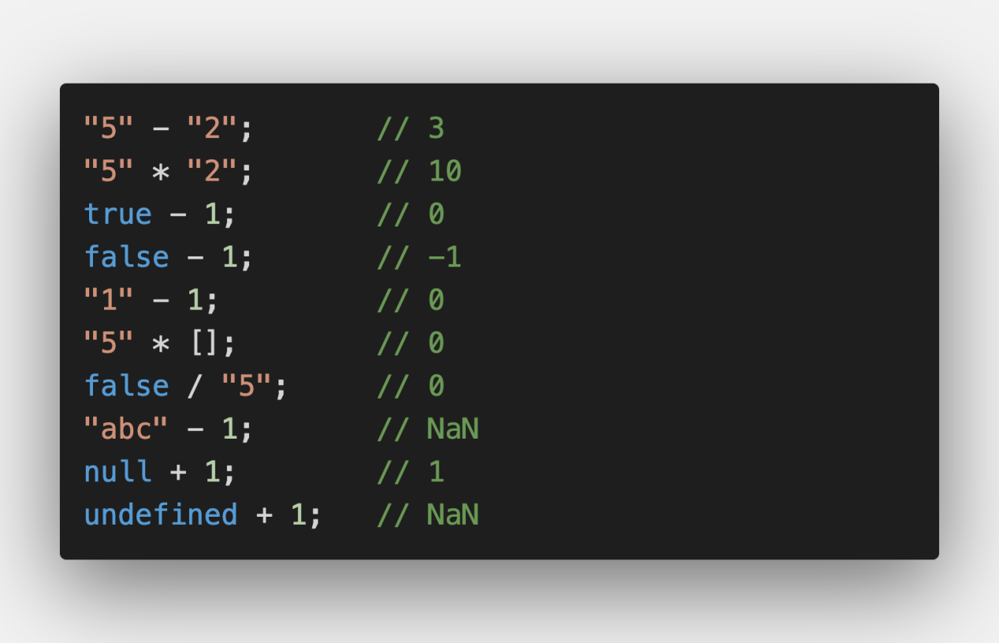 "5" - "2";       // 3
"5" * "2";       // 10
true - 1;        // 0
false - 1;       // -1
"1" - 1;         // 0
"5" * [];        // 0
false / "5";     // 0
"abc" - 1;       // NaN
null + 1;        // 1
undefined + 1;   // NaN